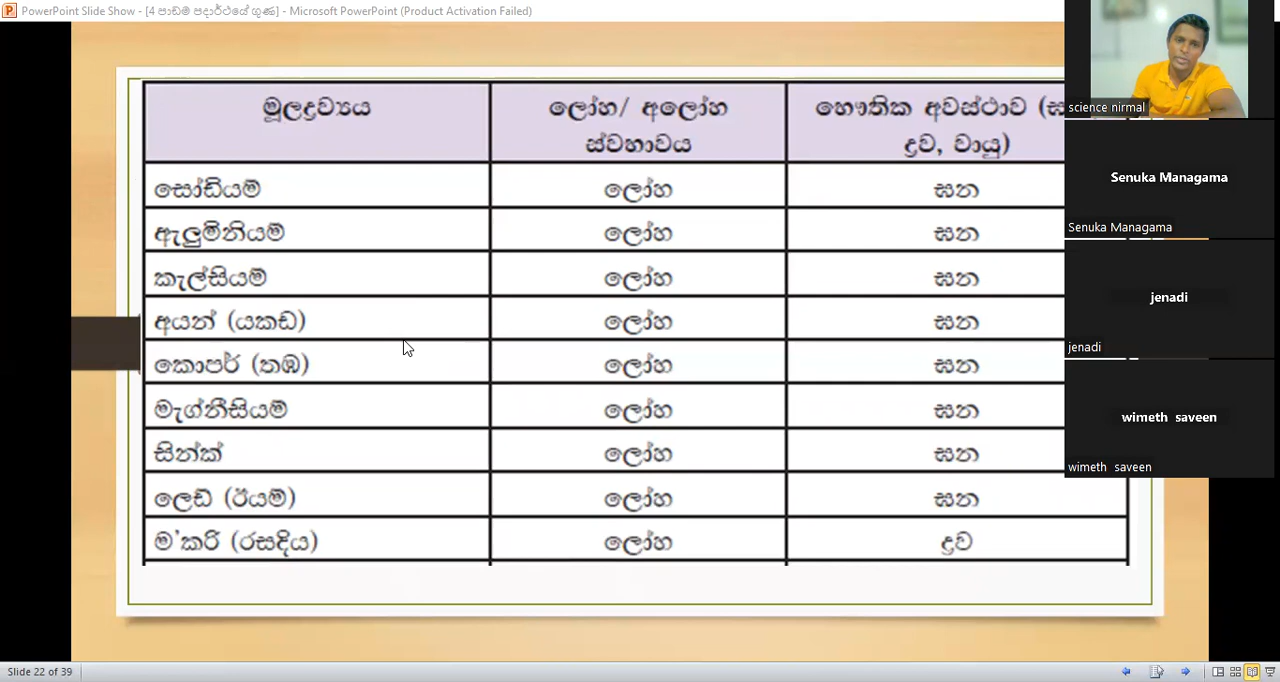 PowerPoint Slide Show - [4 පාඩම් පදාර්ථයේ ගුණ] - Microsoft PowerPoint (Product Activation Failed)
මූලද්‍රව්‍යය ලෝහ/ අලෝහ ස්වභාවය භෞතික අවස්ථාව (ඝ ද්‍රව, වායු)
සෝඩියම් ලෝහ ඝන
ඇලුමිනියම් ලෝහ ඝන
කැල්සියම් ලෝහ ඝන
අයන් (යකඩ) ලෝහ ඝන
කොපර් (තඹ) ලෝහ ඝන
මැග්නීසියම් ලෝහ ඝන
සින්ක් ලෝහ ඝන
ලෙඩ් (ඊයම්) ලෝහ ඝන
ම'කරි (රසදිය) ලෝහ ද්‍රව
science nirmal
Senuka Managama
Senuka Managama
jenadi
jenadi
wimeth saveen
wimeth saveen
Slide 22 of 39